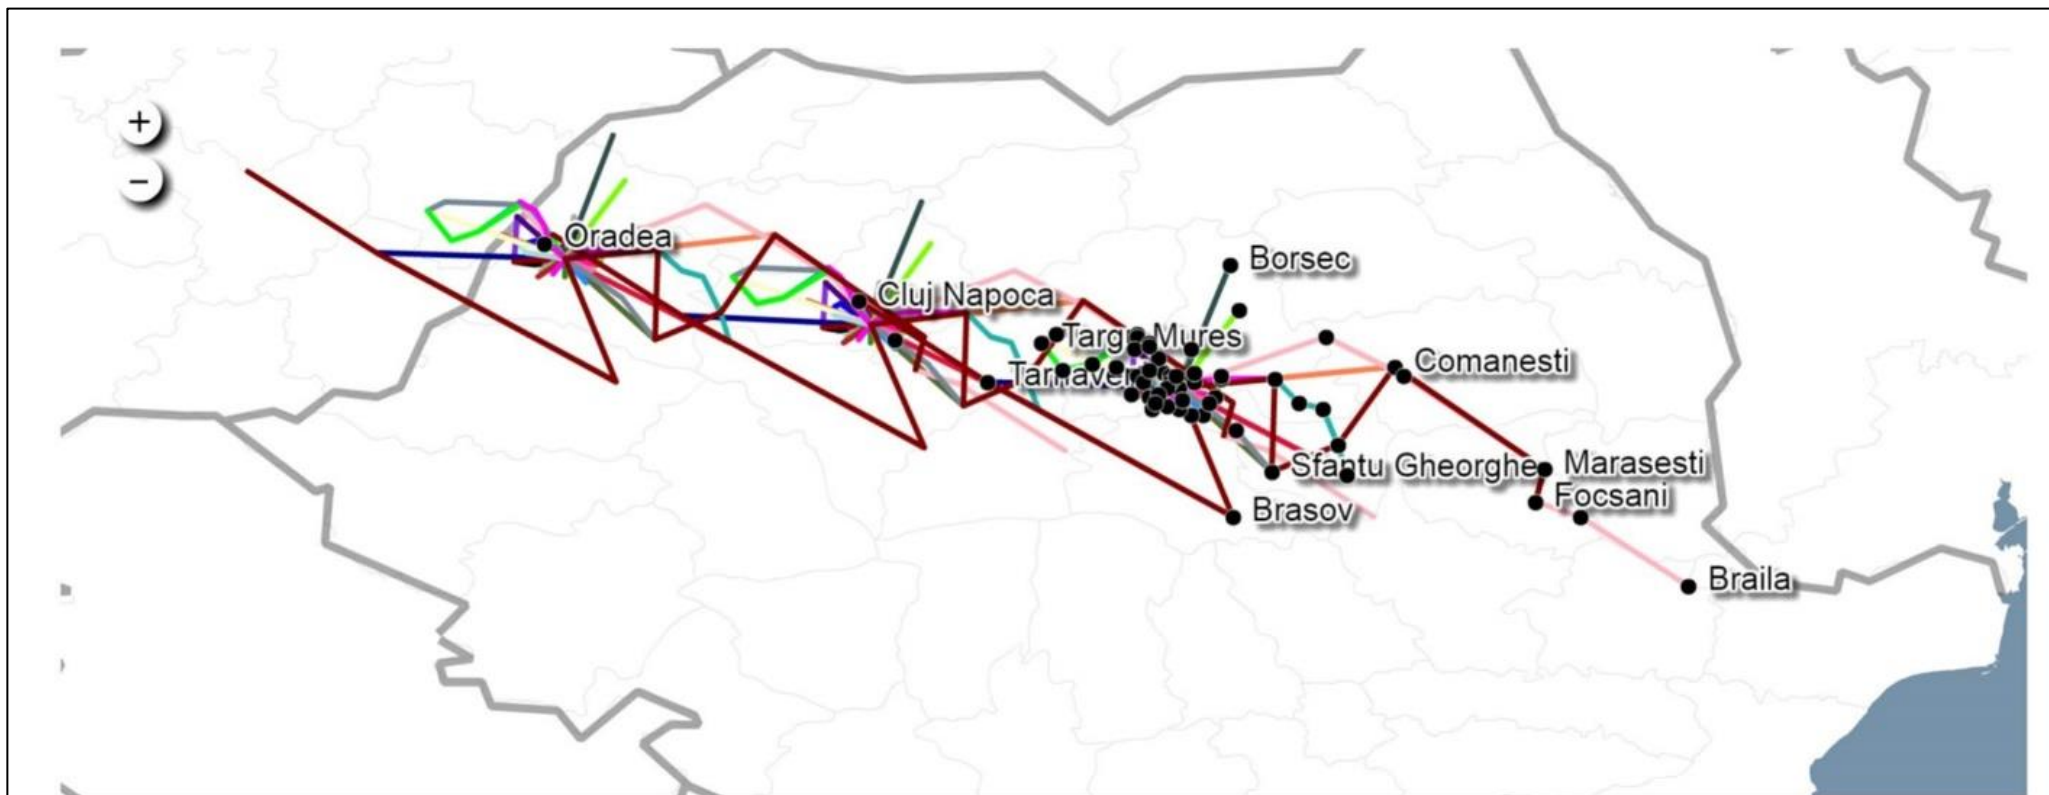 +
−
Oradea
Borsec
Cluj Napoca
Targu Mures
Comanesti
Sfantu Gheorghe
Marasesti
Focsani
Brasov
Braila